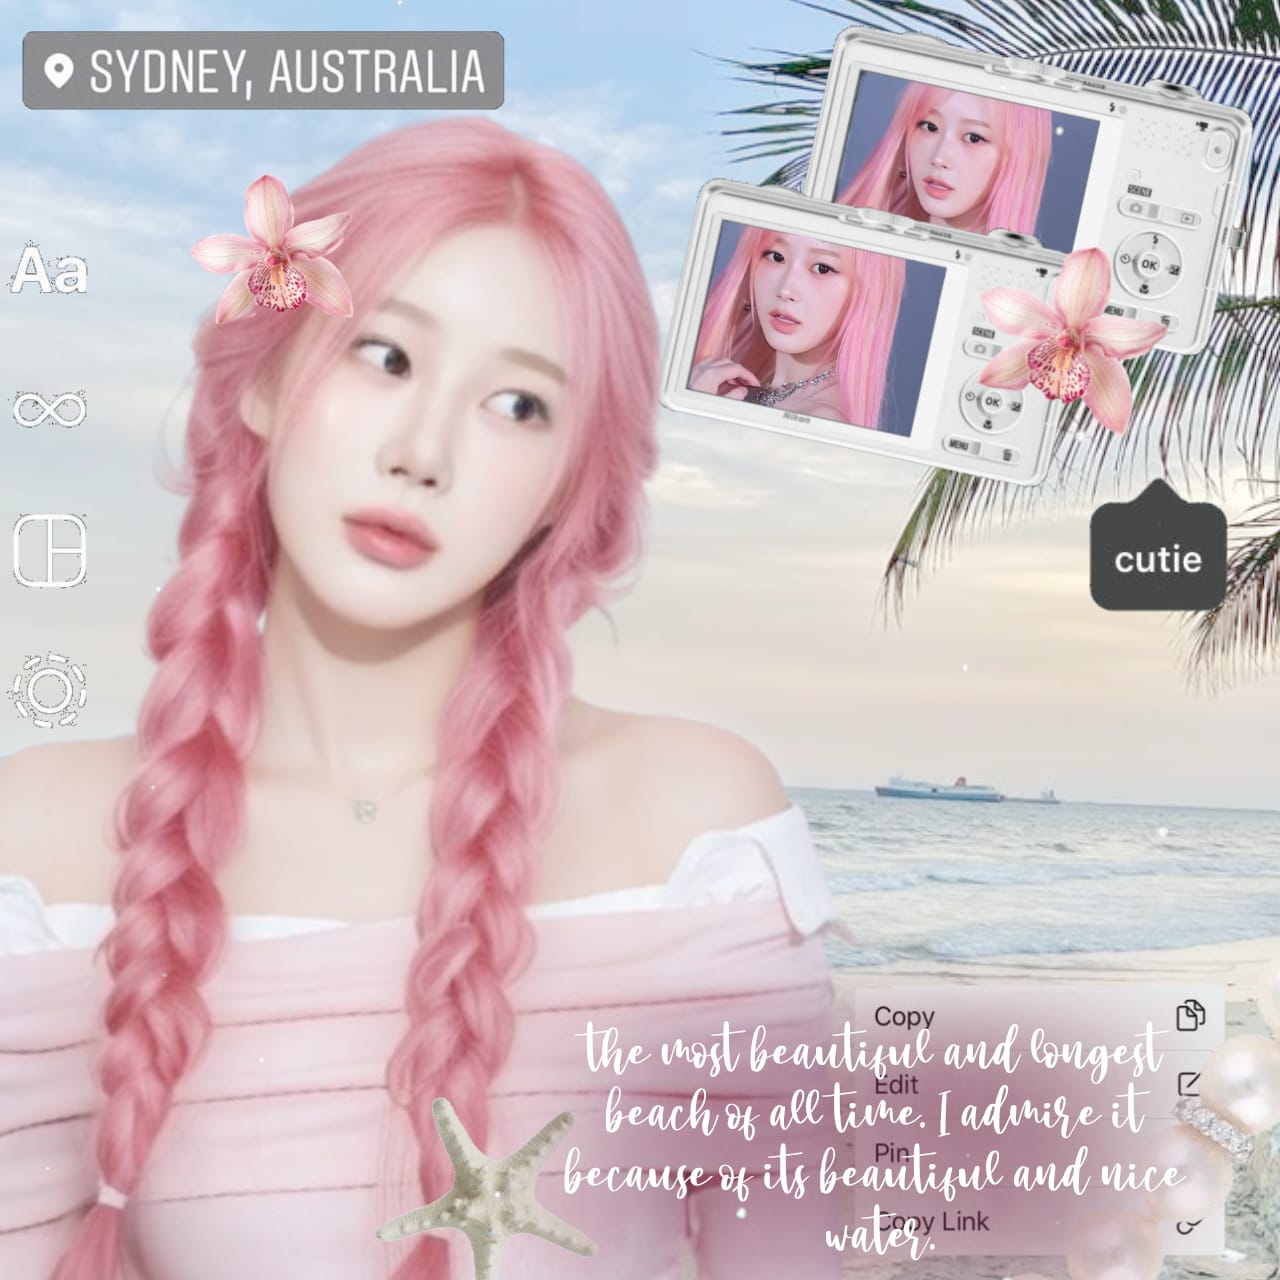 SYDNEY, AUSTRALIA
Aa
SCENE
OK
MENU
SCENE
OK
MENU
Nikon
cutie
Copy
Edit
Pin
Copy Link
the most beautiful and longest
beach of all time. I admire it
because of its beautiful and nice
water.